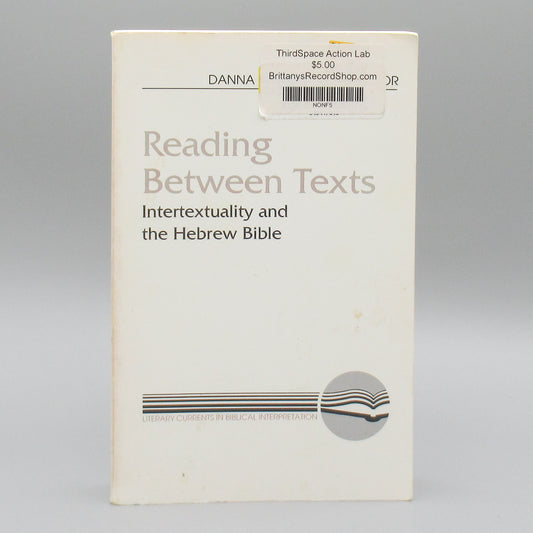 ThirdSpace Action Lab
$5.00
BrittanysRecordShop.com
NONF5
DANNA
OR
Reading
Between Texts
Intertextuality and
the Hebrew Bible
LITERARY CURRENTS IN BIBLICAL INTERPRETATION